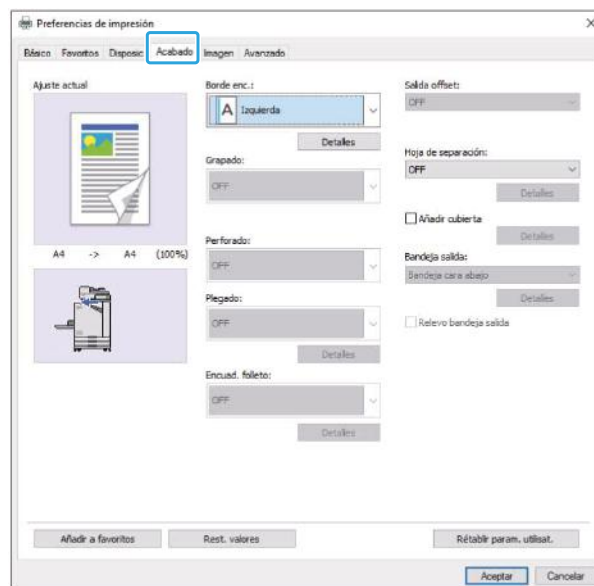 Preferencias de impresión
Básico Favoritos Disposic Acabado Imagen Avanzado
Ajuste actual
A4 -> A4 (100%)
Borde enc.:
A Izquierda
Detalles
Grapado:
OFF
Perforado:
OFF
Plegado:
OFF
Detalles
Encuad. folleto:
OFF
Detalles
Salida offset:
OFF
Hoja de separación:
OFF
Detalles
Añadir cubierta
Detalles
Bandeja salida:
Bandeja cara abajo
Detalles
Relevo bandeja salida
Añadir a favoritos Rest. valores Rétablir param. utilisat.
Aceptar Cancelar